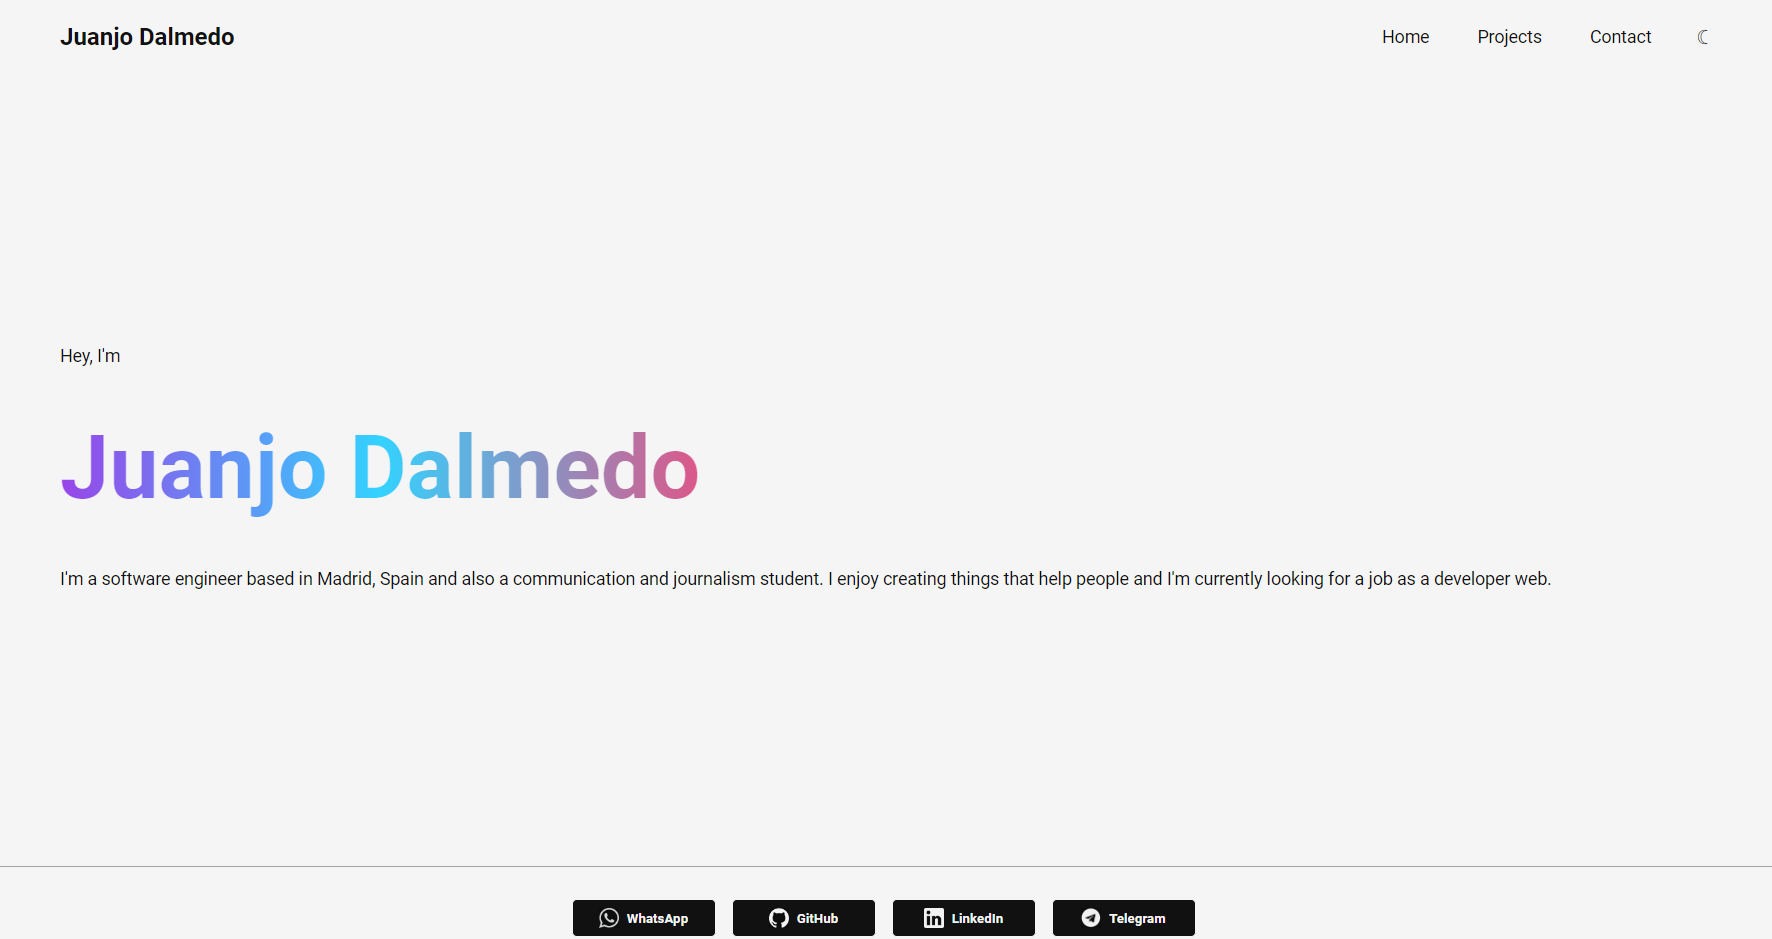 Juanjo Dalmedo
Home
Projects
Contact
Hey, I'm
Juanjo Dalmedo
I'm a software engineer based in Madrid, Spain and also a communication and journalism student. I enjoy creating things that help people and I'm currently looking for a job as a developer web.
WhatsApp
GitHub
LinkedIn
Telegram